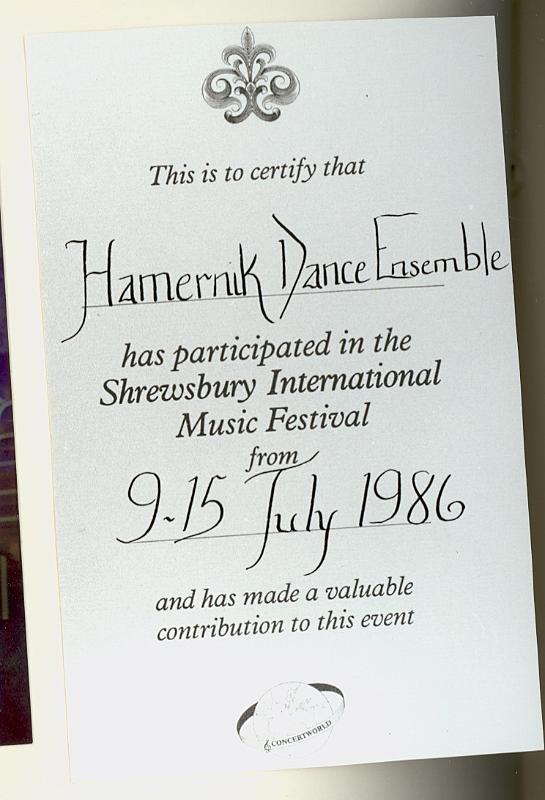 This is to certify that
Hamernik Dance Ensemble
has participated in the
Shrewsbury International
Music Festival
from
9-15 July 1986
and has made a valuable
contribution to this event
CONCERTWORLD